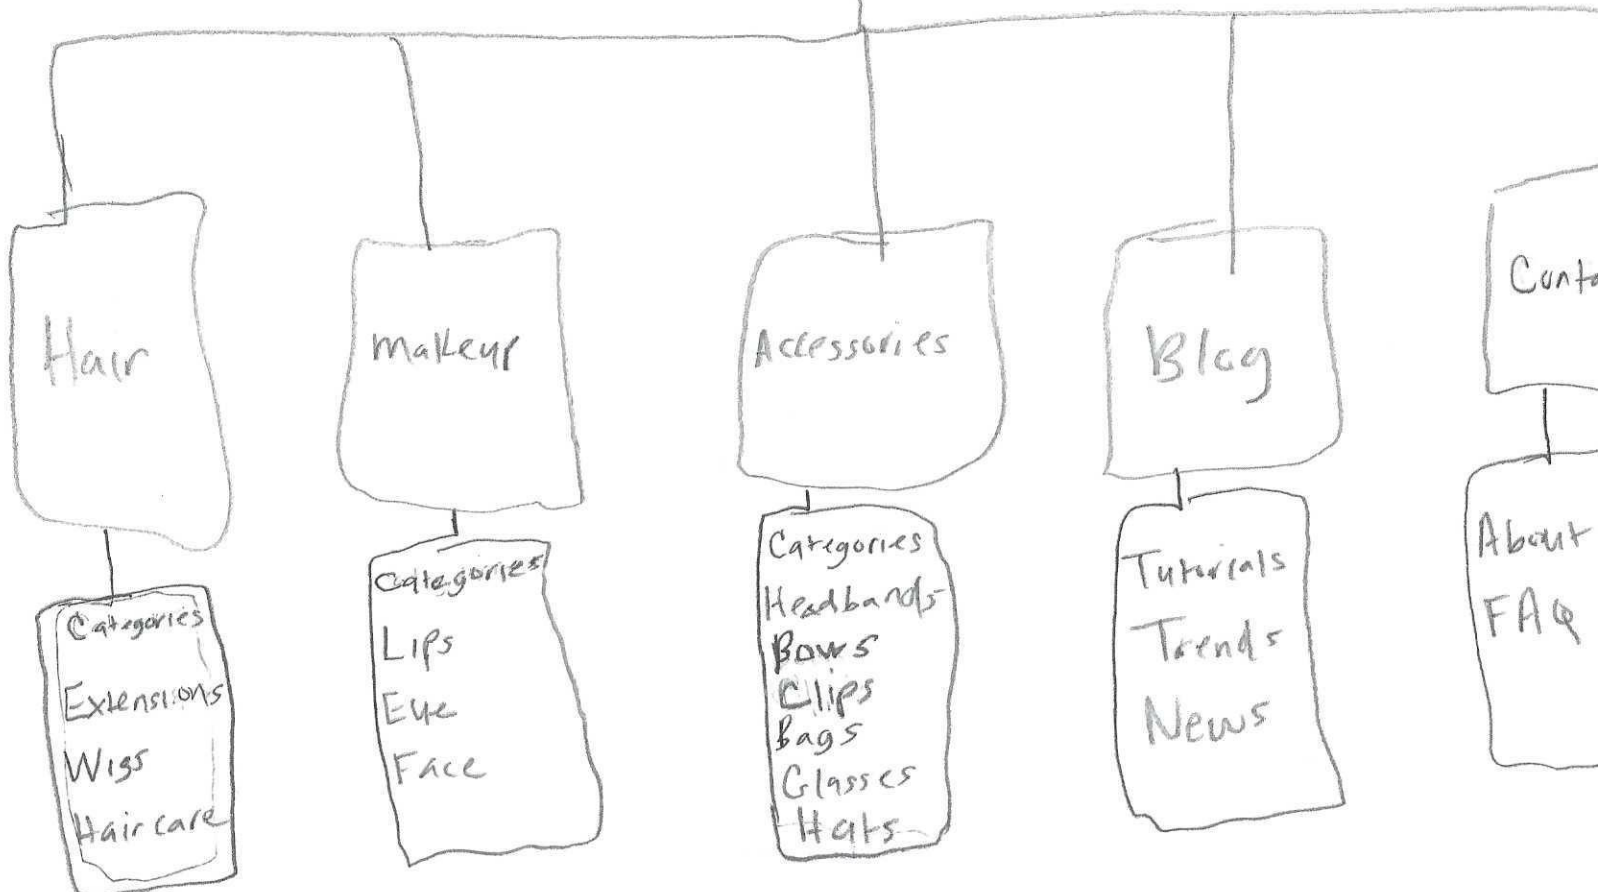 Hair
Makeup
Accessories
Blog
Conta
Categories
Extensions
Wigs
Haircare
Categories
Lips
Eye
Face
Categories
Headbands
Bows
Clips
Bags
Glasses
Hats
Tutorials
Trends
News
About
FAQ